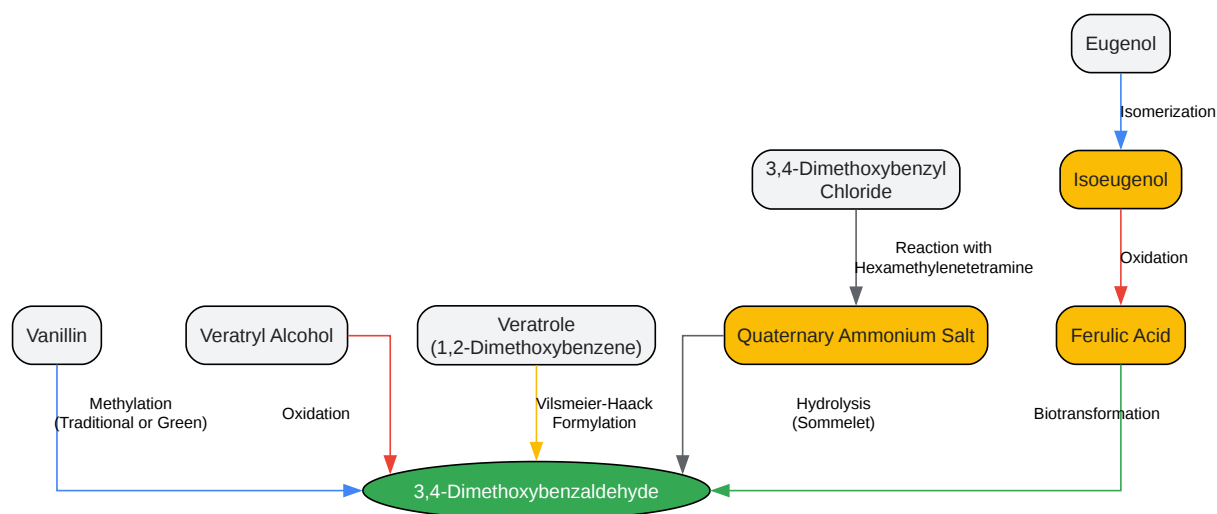 Eugenol
Isomerization
3,4-Dimethoxybenzyl
Chloride
Isoeugenol
Reaction with
Hexamethylenetetramine
Oxidation
Vanillin
Veratryl Alcohol
Veratrole
(1,2-Dimethoxybenzene)
Quaternary Ammonium Salt
Ferulic Acid
Methylation
(Traditional or Green)
Oxidation
Vilsmeier-Haack
Formylation
Hydrolysis
(Sommelet)
Biotransformation
3,4-Dimethoxybenzaldehyde